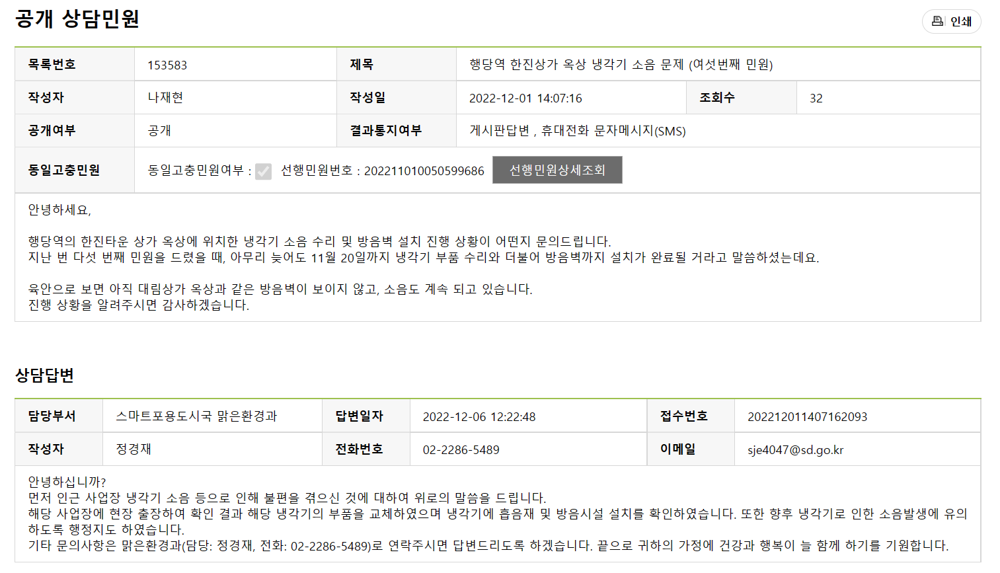 공개 상담민원
인쇄
목록번호 153583 제목 행당역 한진상가 옥상 냉각기 소음 문제 (여섯번째 민원)
작성자 나재현 작성일 2022-12-01 14:07:16 조회수 32
공개여부 공개 결과통지여부 게시판답변 , 휴대전화 문자메시지(SMS)
동일고충민원 동일고충민원여부 : 선행민원번호 : 202211010050599686 선행민원상세조회
안녕하세요,
행당역의 한진타운 상가 옥상에 위치한 냉각기 소음 수리 및 방음벽 설치 진행 상황이 어떤지 문의드립니다.
지난 번 다섯 번째 민원을 드렸을 때, 아무리 늦어도 11월 20일까지 냉각기 부품 수리와 더불어 방음벽까지 설치가 완료될 거라고 말씀하셨는데요.
육안으로 보면 아직 대림상가 옥상과 같은 방음벽이 보이지 않고, 소음도 계속 되고 있습니다.
진행 상황을 알려주시면 감사하겠습니다.
상담답변
담당부서 스마트포용도시국 맑은환경과 답변일자 2022-12-06 12:22:48 접수번호 202212011407162093
작성자 정경재 전화번호 02-2286-5489 이메일 sje4047@sd.go.kr
안녕하십니까?
먼저 인근 사업장 냉각기 소음 등으로 인해 불편을 겪으신 것에 대하여 위로의 말씀을 드립니다.
해당 사업장에 현장 출장하여 확인 결과 해당 냉각기의 부품을 교체하였으며 냉각기에 흡음재 및 방음시설 설치를 확인하였습니다. 또한 향후 냉각기로 인한 소음발생에 유의
하도록 행정지도 하였습니다.
기타 문의사항은 맑은환경과(담당: 정경재, 전화: 02-2286-5489)로 연락주시면 답변드리도록 하겠습니다. 끝으로 귀하의 가정에 건강과 행복이 늘 함께 하기를 기원합니다.